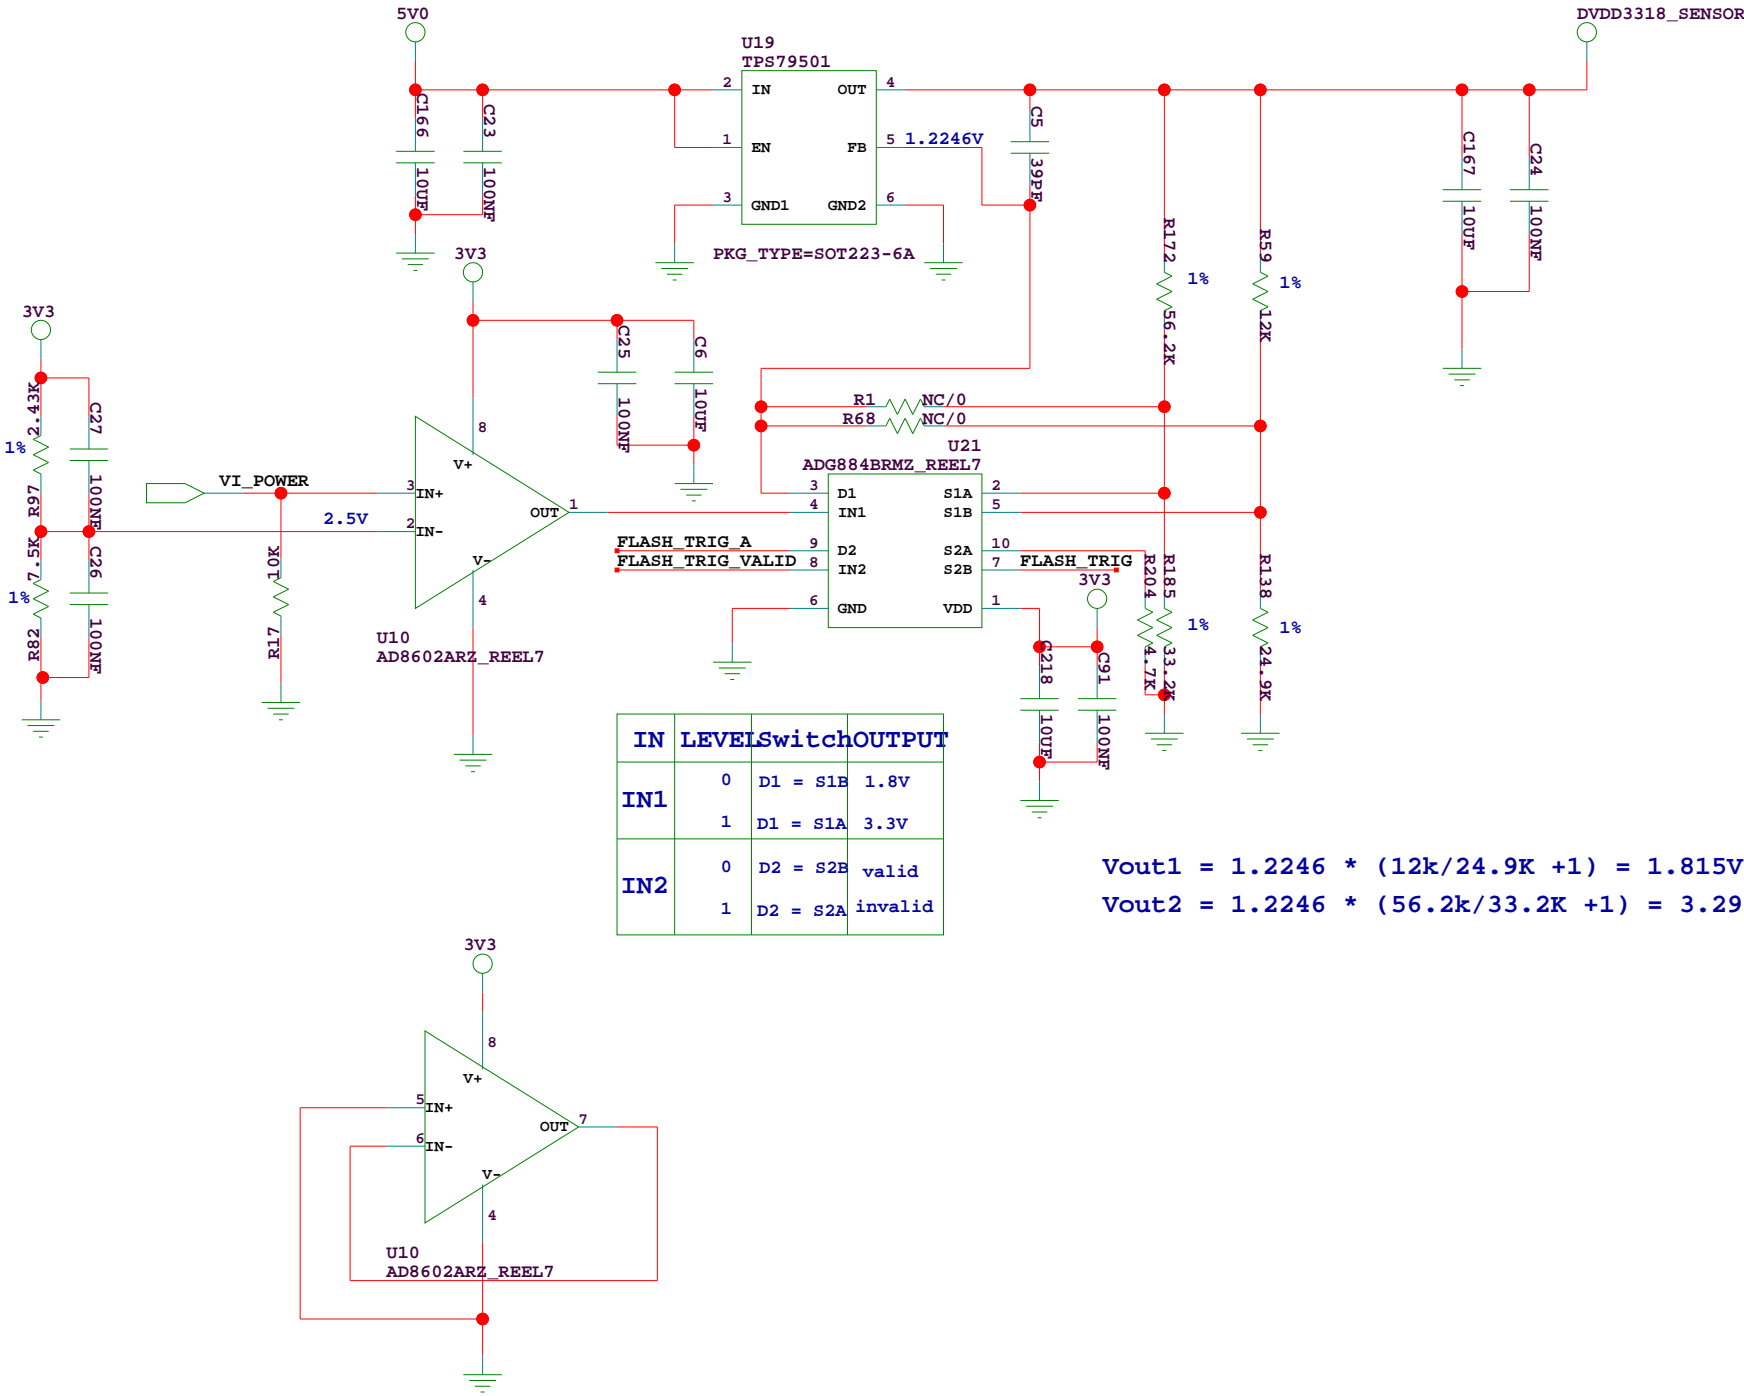 5V0
DVDD3318_SENSOR
U19
TPS79501
2 IN OUT 4
1 EN FB 5 1.2246V
3 GND1 GND2 6
PKG_TYPE=SOT223-6A
C166
10UF
C23
100NF
C5
39PF
R172
56.2K
1%
R59
12K
1%
C167
10UF
C24
100NF
3V3
3V3
C25
100NF
C6
10UF
R1 NC/0
R68 NC/0
2.43K
1%
R97
C27
100NF
7.5K
1%
R82
C26
100NF
VI_POWER
2.5V
10K
R17
8
V+
3 IN+
2 IN-
OUT 1
V-
4
U10
AD8602ARZ_REEL7
U21
ADG884BRMZ_REEL7
3 D1 S1A 2
4 IN1 S1B 5
FLASH_TRIG_A 9 D2 S2A 10
FLASH_TRIG_VALID 8 IN2 S2B 7 FLASH_TRIG
6 GND VDD 1
3V3
C218
10UF
C91
100NF
R204
4.7K
R185
33.2K
1%
R138
24.9K
1%
IN LEVEL Switch OUTPUT
IN1
0 D1 = S1B 1.8V
1 D1 = S1A 3.3V
IN2
0 D2 = S2B valid
1 D2 = S2A invalid
Vout1 = 1.2246 * (12k/24.9K +1) = 1.815V
Vout2 = 1.2246 * (56.2k/33.2K +1) = 3.29
3V3
8
V+
5 IN+
6 IN-
OUT 7
V-
4
U10
AD8602ARZ_REEL7